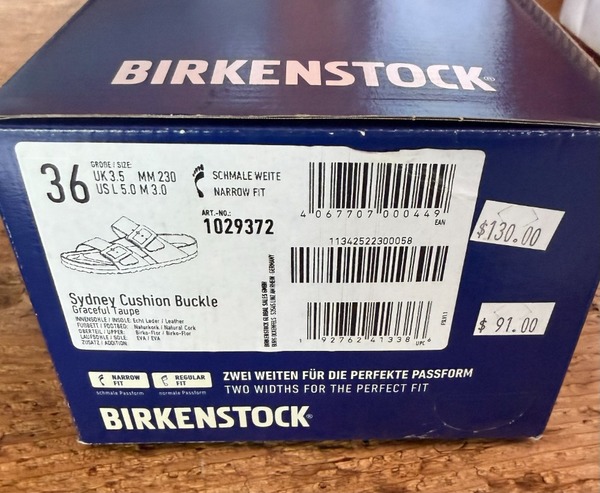 BIRKENSTOCK®
36
GRÖßE / SIZE
UK 3.5 MM 230
US L 5.0 M 3.0
SCHMALE WEITE
NARROW FIT
ART.-NO.:
1029372
4 067707 000449
EAN
11342522300058
1 92762 41338 6
UPC
$130.00
$ 91.00
Sydney Cushion Buckle
Graceful Taupe
INNENSOHLE / INSOLE: Echt Leder / Leather
FUSSBETT / FOOTBED: Naturkork / Natural Cork
OBERTEIL / UPPER: Birko-Flor / Birko-Flor
LAUFSOHLE / SOLE: EVA / EVA
ZUSATZ / ADDITION:
NARROW FIT
schmale Passform
REGULAR FIT
normale Passform
ZWEI WEITEN FÜR DIE PERFEKTE PASSFORM
TWO WIDTHS FOR THE PERFECT FIT
BIRKENSTOCK®